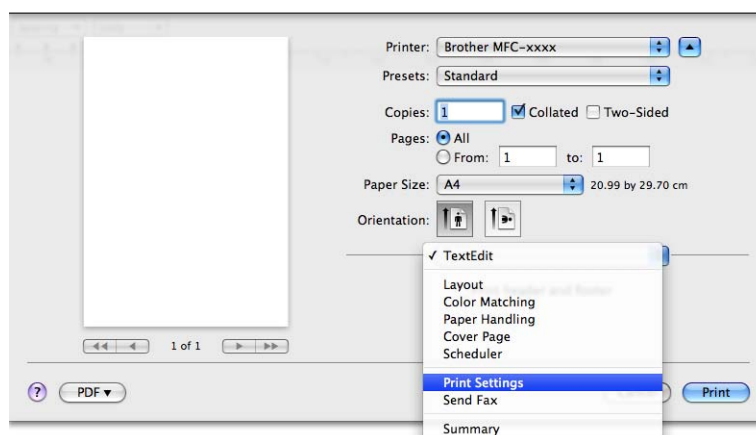 Printer: Brother MFC-xxxx
Presets: Standard
Copies: 1 Collated Two-Sided
Pages: All
From: 1 to: 1
Paper Size: A4 20.99 by 29.70 cm
Orientation:
✓ TextEdit
Layout
Color Matching
Paper Handling
Cover Page
Scheduler
Print Settings
Send Fax
Summary
1 of 1
? PDF ▾
Print